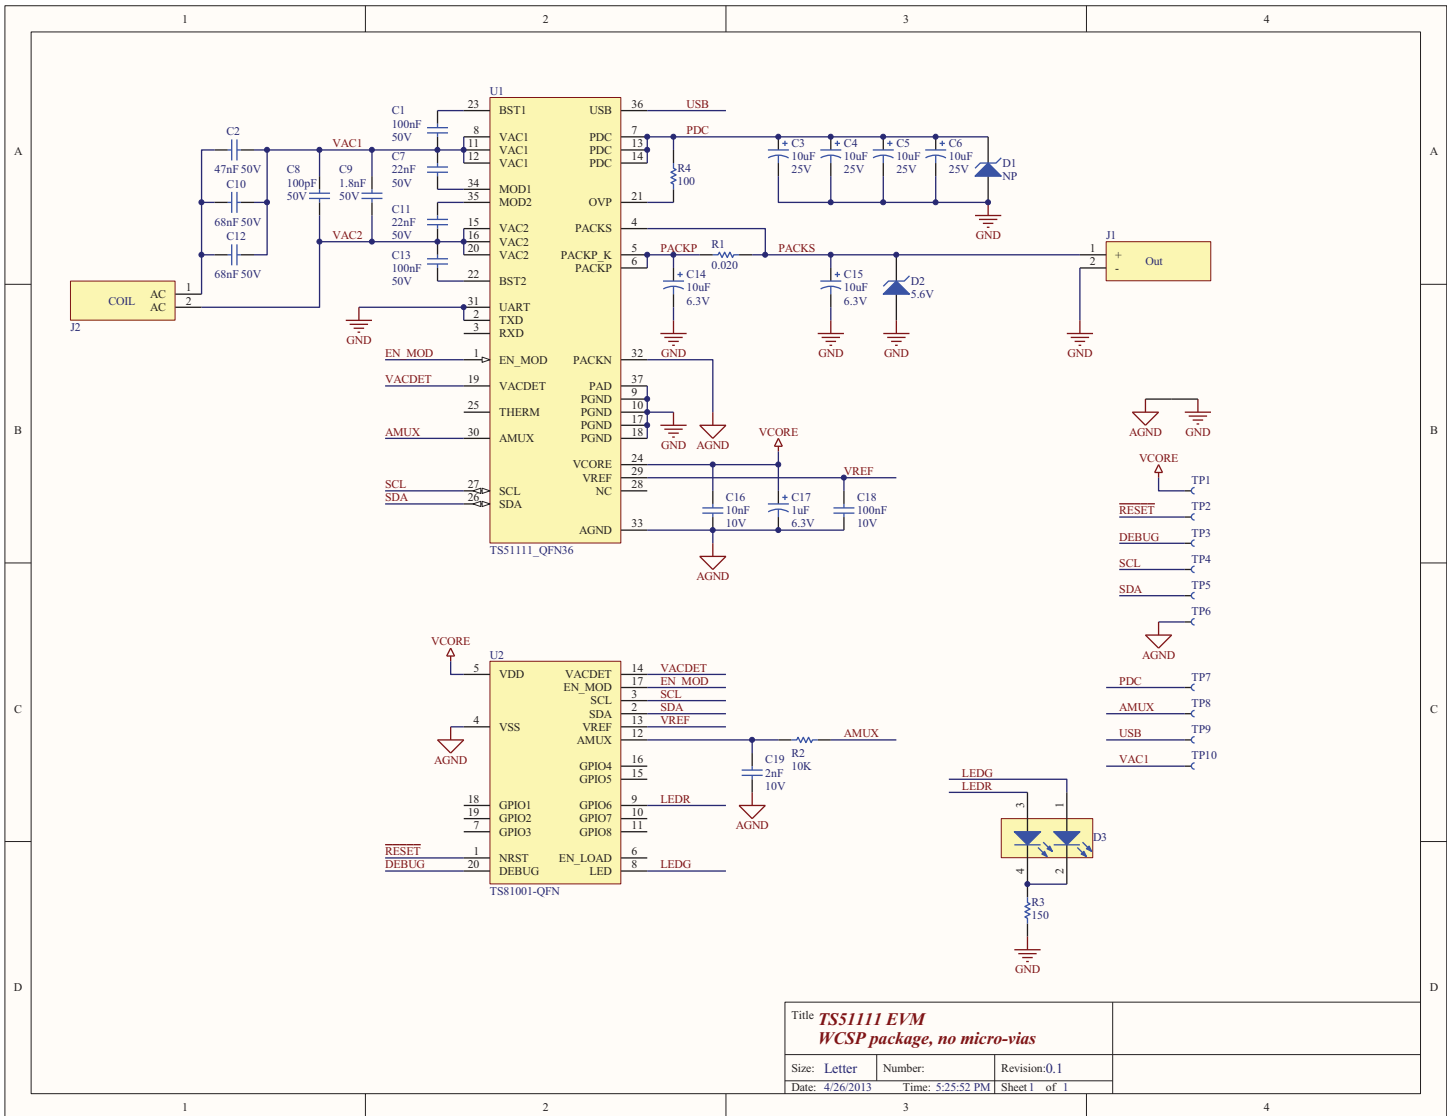 1 2 3 4
A A
B B
C C
D D
1 2 3 4
U1
TS51111_QFN36
23 BST1
8 VAC1
11 VAC1
12 VAC1
34 MOD1
35 MOD2
15 VAC2
16 VAC2
20 VAC2
22 BST2
31 UART
2 TXD
3 RXD
1 EN_MOD
19 VACDET
25 THERM
30 AMUX
27 SCL
26 SDA
USB 36
PDC 7
PDC 13
PDC 14
OVP 21
PACKS 4
PACKP_K 5
PACKP 6
PACKN 32
PAD 37
PGND 9
PGND 10
PGND 17
PGND 18
VCORE 24
VREF 29
NC 28
AGND 33
C2
47nF 50V
C10
68nF 50V
C12
68nF 50V
C8
100pF
50V
C9
1.8nF
50V
VAC1
VAC2
C1
100nF
50V
C7
22nF
50V
C11
22nF
50V
C13
100nF
50V
COIL
AC 1
AC 2
J2
GND
EN_MOD
VACDET
AMUX
SCL
SDA
USB
PDC
R4
100
+ C3
10uF
25V
+ C4
10uF
25V
+ C5
10uF
25V
+ C6
10uF
25V
D1
NP
GND
PACKP
R1
0.020
PACKS
+ C14
10uF
6.3V
GND
+ C15
10uF
6.3V
GND
D2
5.6V
GND
J1
1 +
2 -
Out
GND
GND
AGND
VCORE
VREF
C16
10nF
10V
+ C17
1uF
6.3V
C18
100nF
10V
AGND
AGND GND
VCORE
TP1
RESET TP2
DEBUG TP3
SCL TP4
SDA TP5
TP6
AGND
PDC TP7
AMUX TP8
USB TP9
VAC1 TP10
VCORE
AGND
U2
TS81001-QFN
5 VDD
4 VSS
18 GPIO1
19 GPIO2
7 GPIO3
RESET 1 NRST
DEBUG 20 DEBUG
VACDET 14 VACDET
EN_MOD 17 EN_MOD
SCL 3 SCL
SDA 2 SDA
VREF 13 VREF
AMUX 12
GPIO4 16
GPIO5 15
GPIO6 9 LEDR
GPIO7 10
GPIO8 11
EN_LOAD 6
LED 8 LEDG
R2
10K
AMUX
C19
2nF
10V
AGND
LEDG
LEDR
3 1
D3
4 2
R3
150
GND
Title TS51111 EVM
WCSP package, no micro-vias
Size: Letter Number: Revision:0.1
Date: 4/26/2013 Time: 5:25:52 PM Sheet 1 of 1